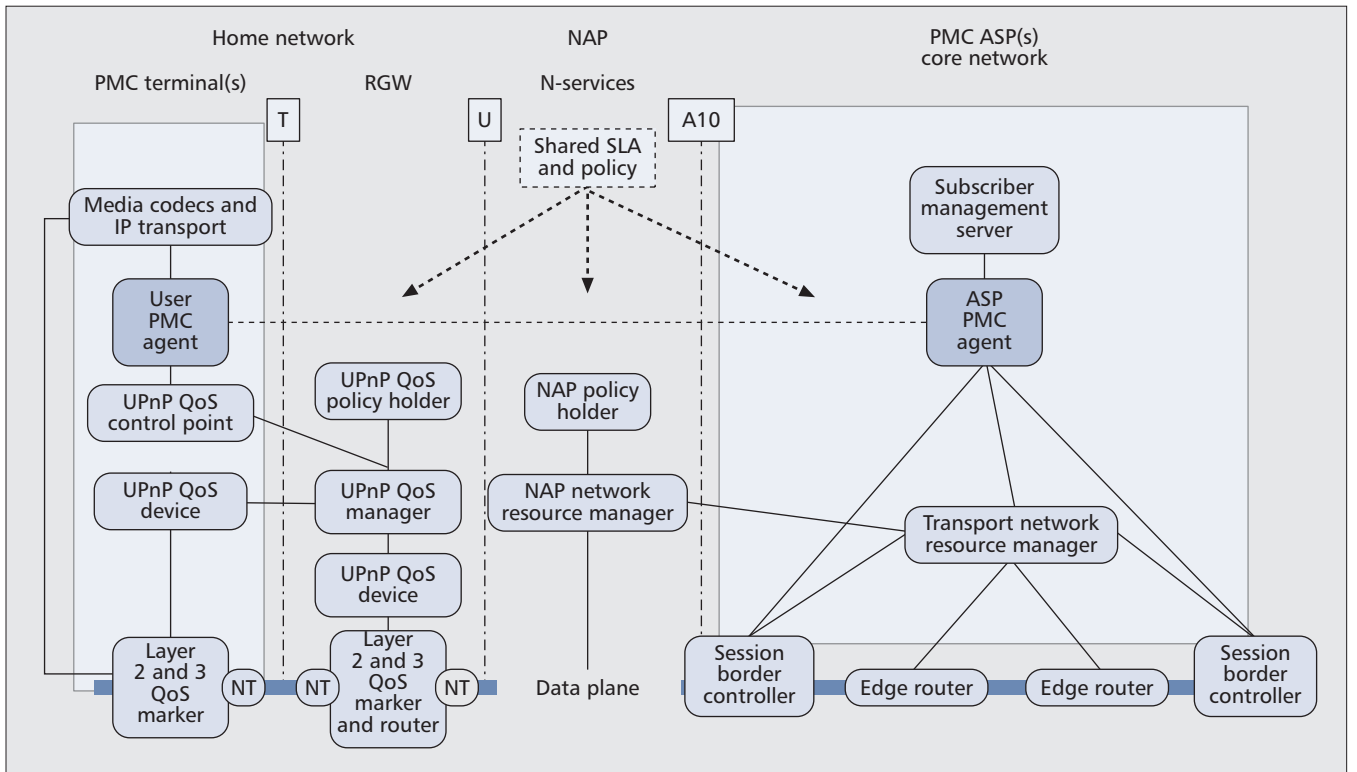 Home network
NAP
PMC ASP(s)
core network
PMC terminal(s)
RGW
N-services
T
U
A10
Shared SLA
and policy
Media codecs and
IP transport
Subscriber
management
server
User
PMC
agent
ASP
PMC
agent
UPnP QoS
control point
UPnP QoS
policy holder
NAP policy
holder
UPnP QoS
device
UPnP QoS
manager
NAP network
resource manager
Transport network
resource manager
UPnP QoS
device
Layer
2 and 3
QoS
marker
NT
NT
Layer
2 and 3
QoS
marker
and router
NT
Data plane
Session
border
controller
Edge router
Edge router
Session
border
controller